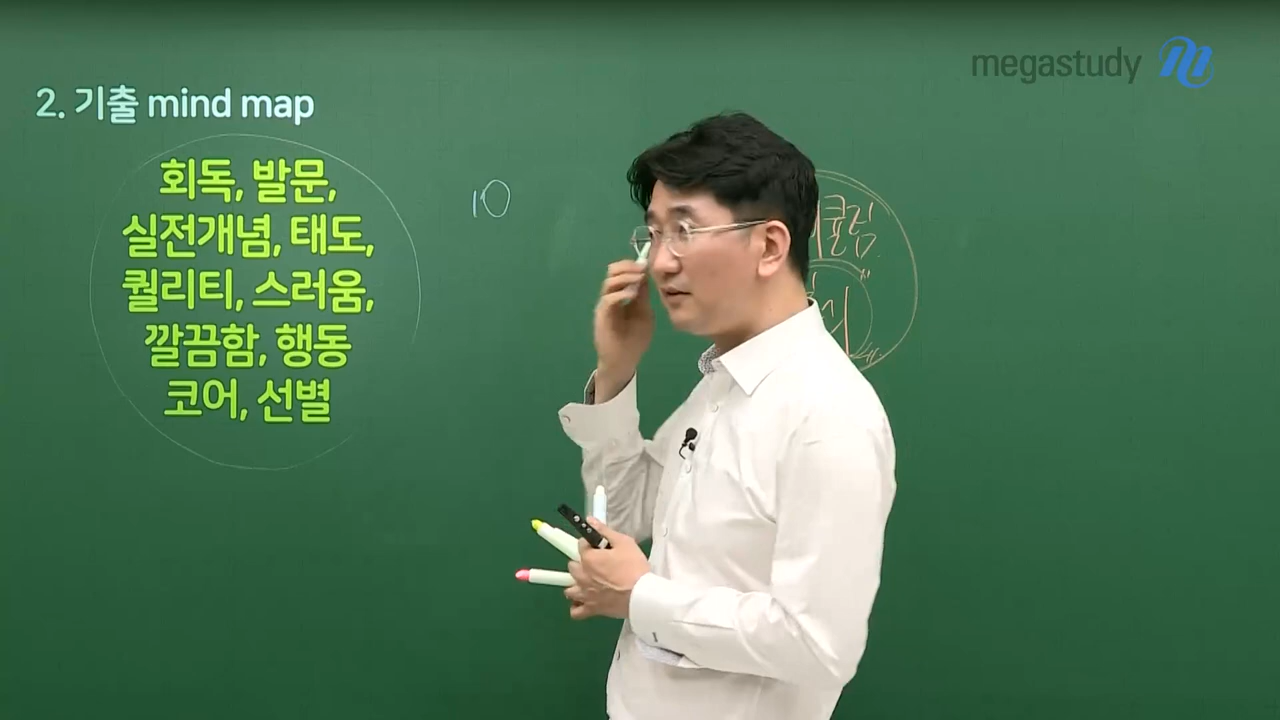 megastudy
2. 기출 mind map
회독, 발문,
실전개념, 태도,
퀄리티, 스러움,
깔끔함, 행동
코어, 선별
10